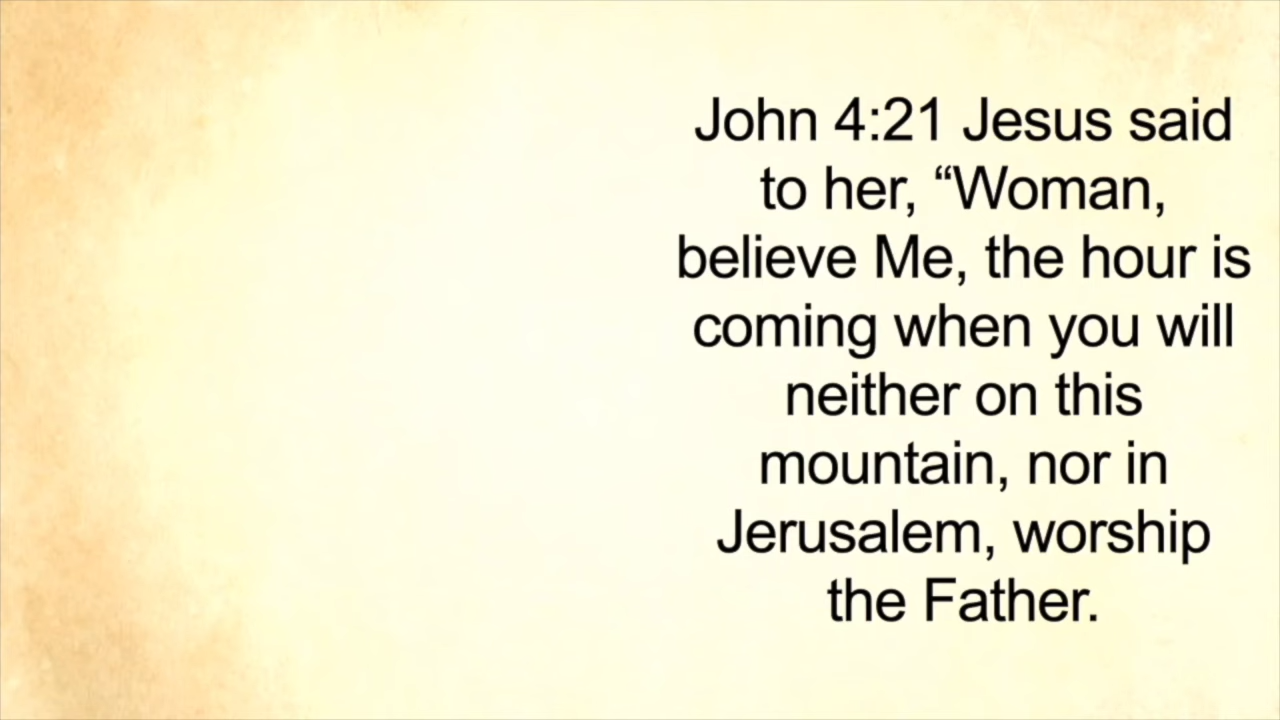 John 4:21 Jesus said
to her, “Woman,
believe Me, the hour is
coming when you will
neither on this
mountain, nor in
Jerusalem, worship
the Father.